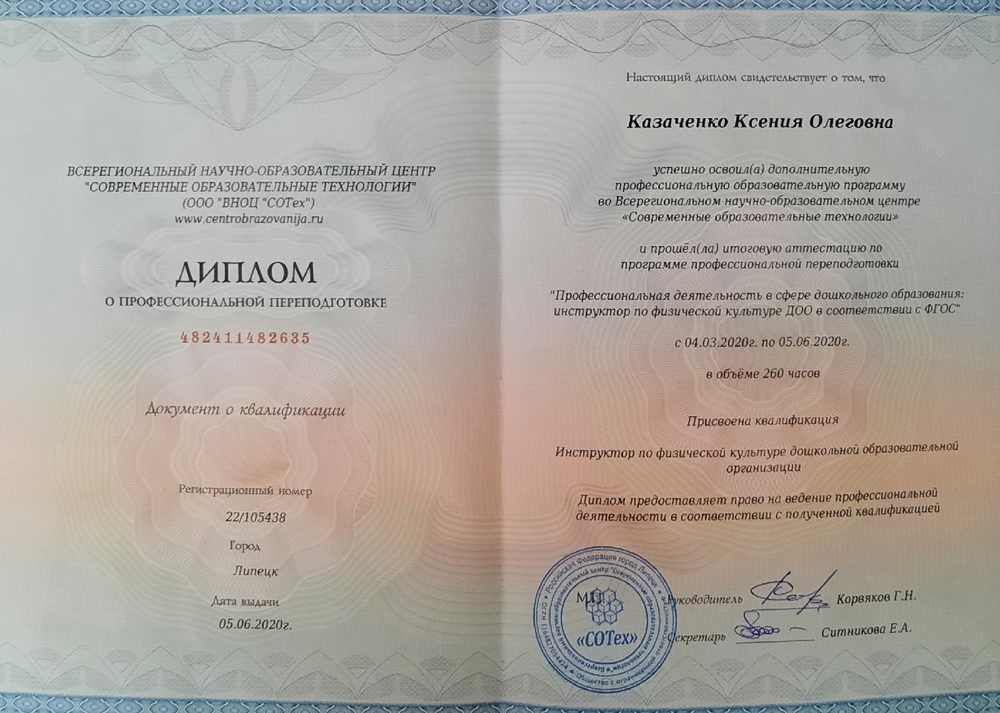 ВСЕРЕГИОНАЛЬНЫЙ НАУЧНО-ОБРАЗОВАТЕЛЬНЫЙ ЦЕНТР
"СОВРЕМЕННЫЕ ОБРАЗОВАТЕЛЬНЫЕ ТЕХНОЛОГИИ"
(ООО "ВНОЦ "СОТех")
www.centrobrazovanija.ru
ДИПЛОМ
О ПРОФЕССИОНАЛЬНОЙ ПЕРЕПОДГОТОВКЕ
482411482635
Документ о квалификации
Регистрационный номер
22/105438
Город
Липецк
Дата выдачи
05.06.2020г.
Настоящий диплом свидетельствует о том, что
Казаченко Ксения Олеговна
успешно освоил(а) дополнительную
профессиональную образовательную программу
во Всерегиональном научно-образовательном центре
«Современные образовательные технологии»
и прошёл(ла) итоговую аттестацию по
программе профессиональной переподготовки
"Профессиональная деятельность в сфере дошкольного образования:
инструктор по физической культуре ДОО в соответствии с ФГОС"
с 04.03.2020г. по 05.06.2020г.
в объёме 260 часов
Присвоена квалификация
Инструктор по физической культуре дошкольной образовательной
организации
Диплом предоставляет право на ведение профессиональной
деятельности в соответствии с полученной квалификацией
МП
Руководитель Корвяков Г.Н.
Секретарь Ситникова Е.А.
Российская Федерация город Липецк
Общество с ограниченной ответственностью
Всерегиональный научно-образовательный центр "Современные образовательные технологии"
«СОТех»